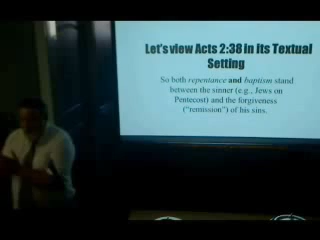 Let's view Acts 2:38 in its Textual
Setting
So both repentance and baptism stand
between the sinner (e.g., Jews on
Pentecost) and the forgiveness
("remission") of his sins.